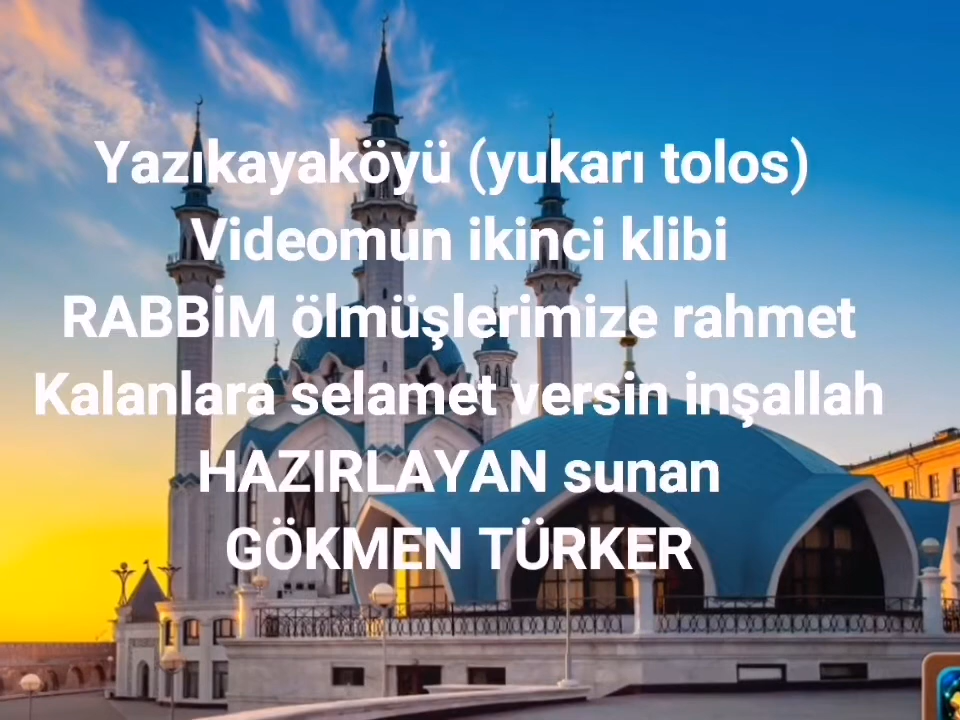 Yazıkayaköyü (yukarı tolos)
Videomun ikinci klibi
RABBİM ölmüşlerimize rahmet
Kalanlara selamet versin inşallah
HAZIRLAYAN sunan
GÖKMEN TÜRKER